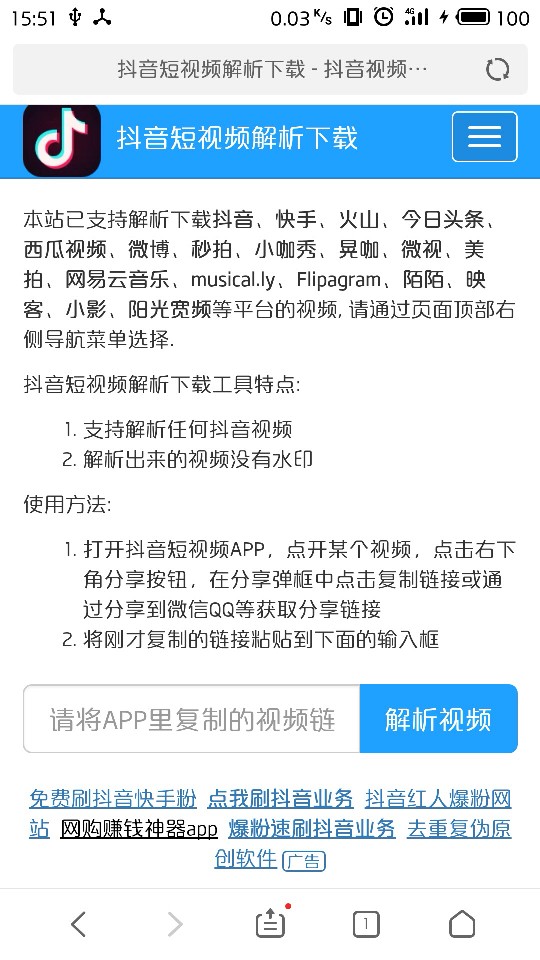 15:51 0.03 K/s 4G 100
抖音短视频解析下载 - 抖音视频…
抖音短视频解析下载
本站已支持解析下载抖音、快手、火山、今日头条、
西瓜视频、微博、秒拍、小咖秀、晃咖、微视、美
拍、网易云音乐、musical.ly、Flipagram、陌陌、映
客、小影、阳光宽频等平台的视频, 请通过页面顶部右
侧导航菜单选择.
抖音短视频解析下载工具特点:
1. 支持解析任何抖音视频
2. 解析出来的视频没有水印
使用方法:
1. 打开抖音短视频APP，点开某个视频，点击右下
角分享按钮，在分享弹框中点击复制链接或通
过分享到微信QQ等获取分享链接
2. 将刚才复制的链接粘贴到下面的输入框
请将APP里复制的视频链 解析视频
免费刷抖音快手粉 点我刷抖音业务 抖音红人爆粉网
站 网购赚钱神器app 爆粉速刷抖音业务 去重复伪原
创软件 广告
1